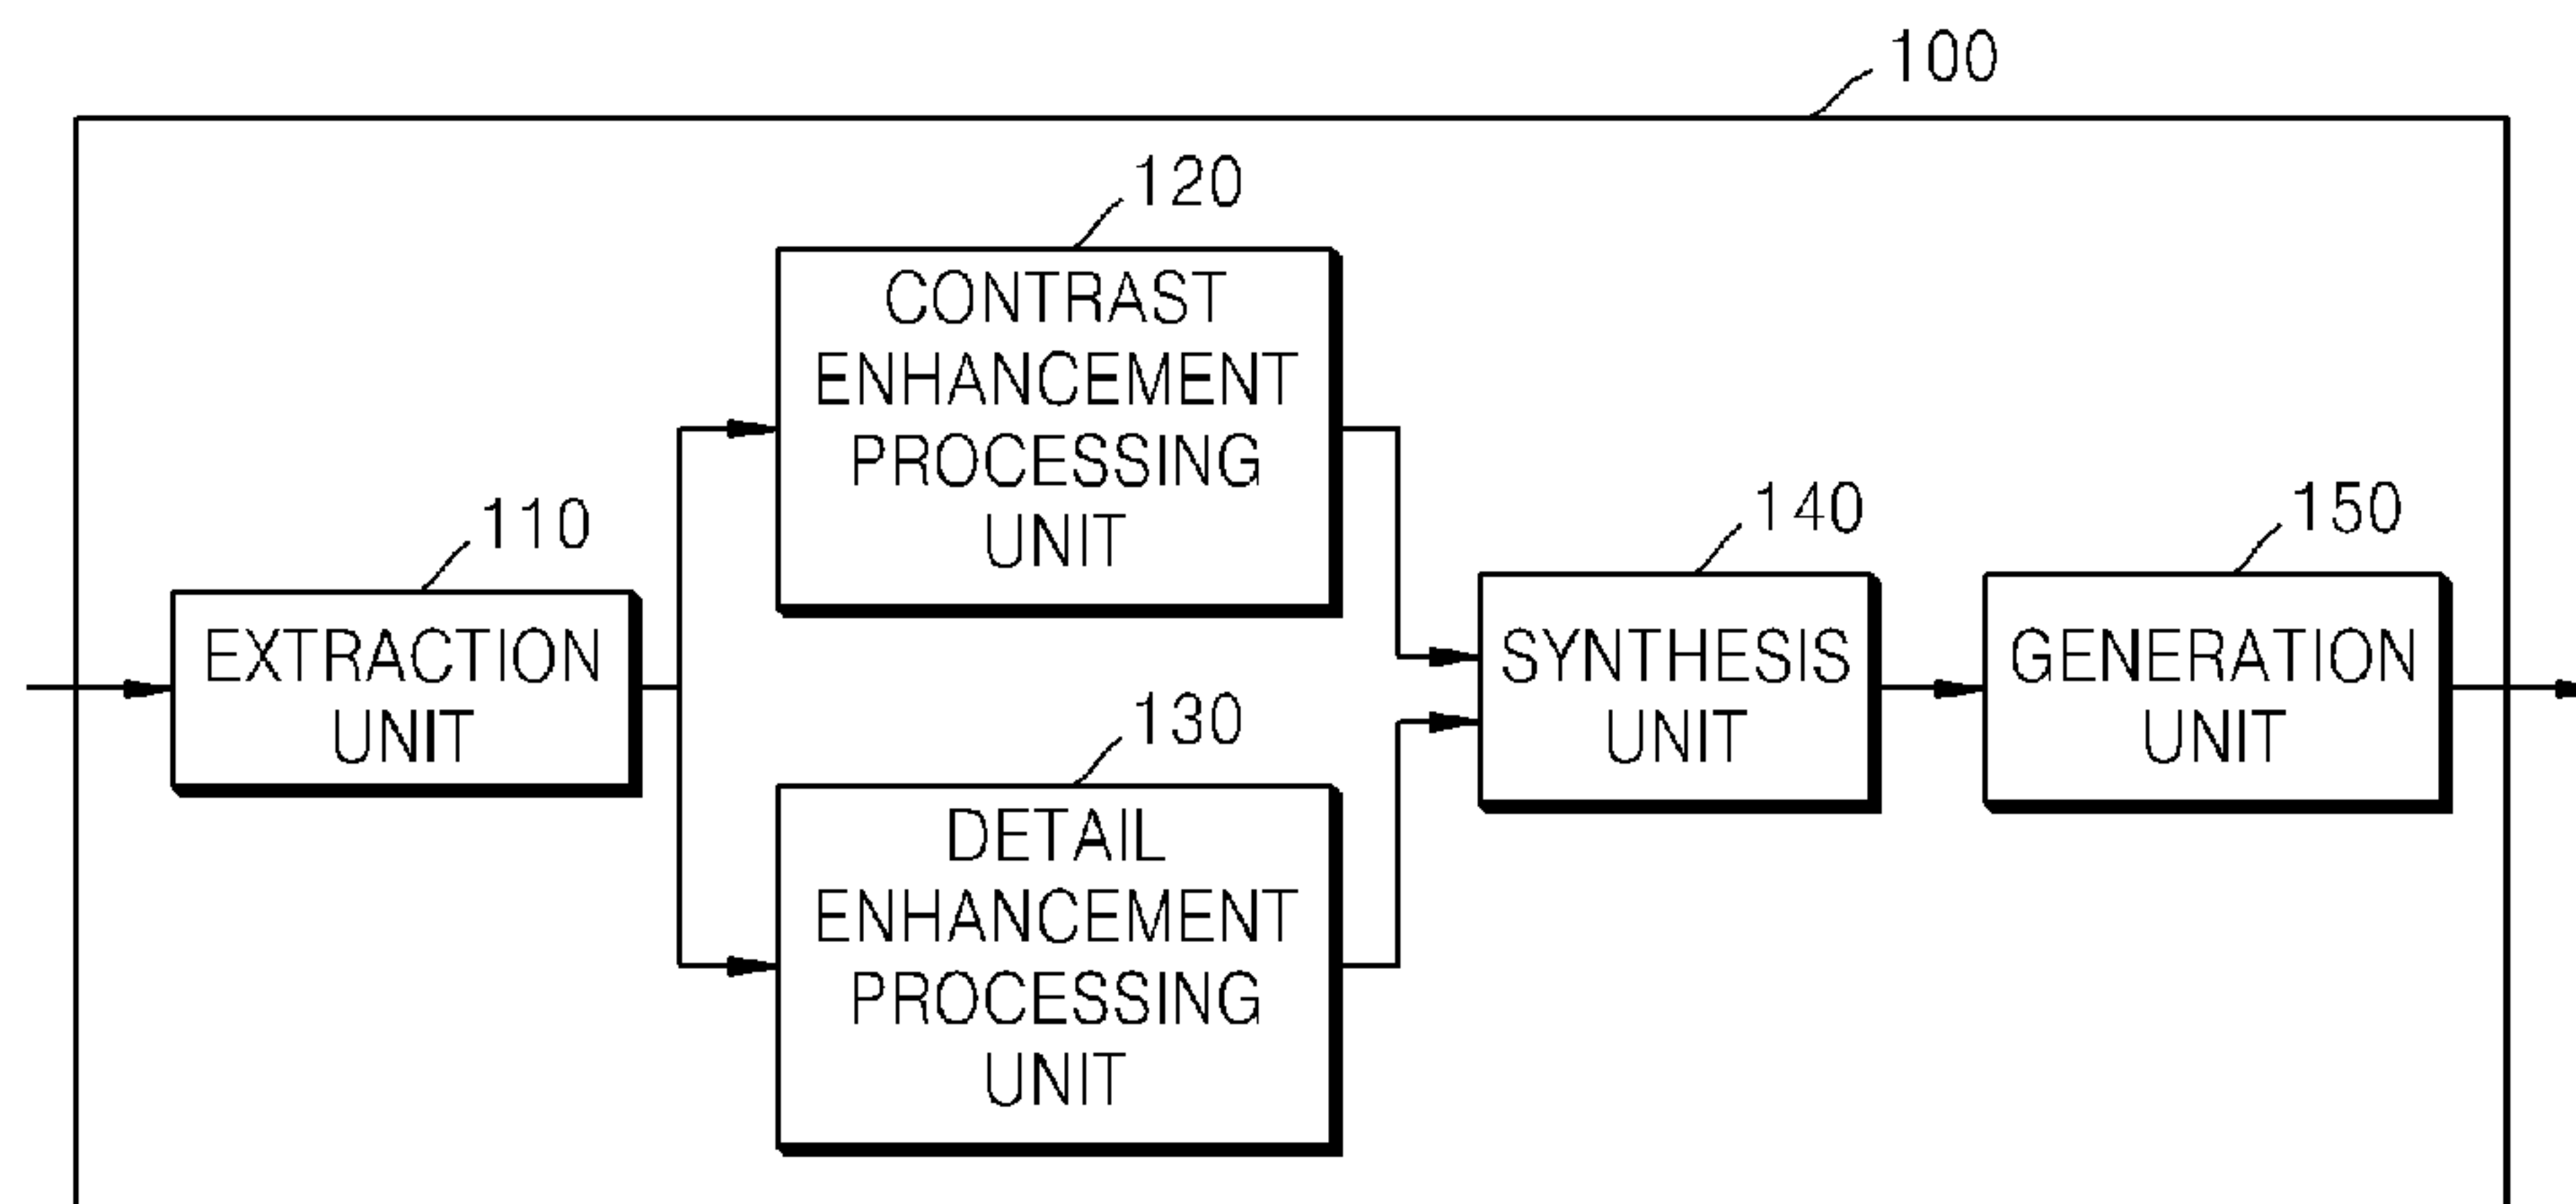 100
120
CONTRAST
ENHANCEMENT
PROCESSING
UNIT
110
EXTRACTION
UNIT
130
DETAIL
ENHANCEMENT
PROCESSING
UNIT
140
SYNTHESIS
UNIT
150
GENERATION
UNIT